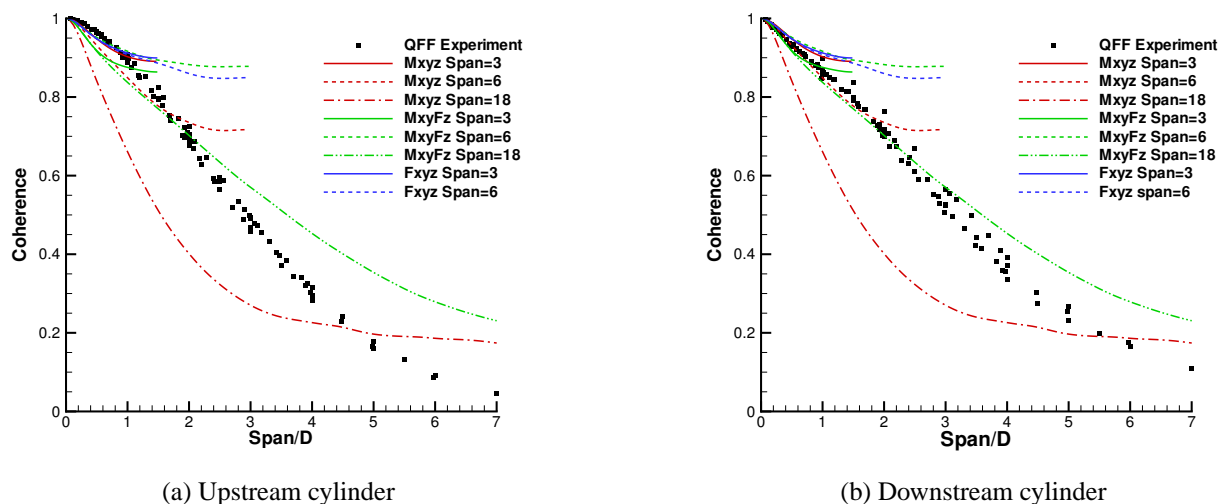 QFF Experiment
Mxyz Span=3
Mxyz Span=6
Mxyz Span=18
MxyFz Span=3
MxyFz Span=6
MxyFz Span=18
Fxyz Span=3
Fxyz span=6
Coherence
1
0.8
0.6
0.4
0.2
0
0 1 2 3 4 5 6 7
Span/D
(a) Upstream cylinder
QFF Experiment
Mxyz Span=3
Mxyz Span=6
Mxyz Span=18
MxyFz Span=3
MxyFz Span=6
MxyFz Span=18
Fxyz Span=3
Fxyz span=6
Coherence
1
0.8
0.6
0.4
0.2
0
0 1 2 3 4 5 6 7
Span/D
(b) Downstream cylinder